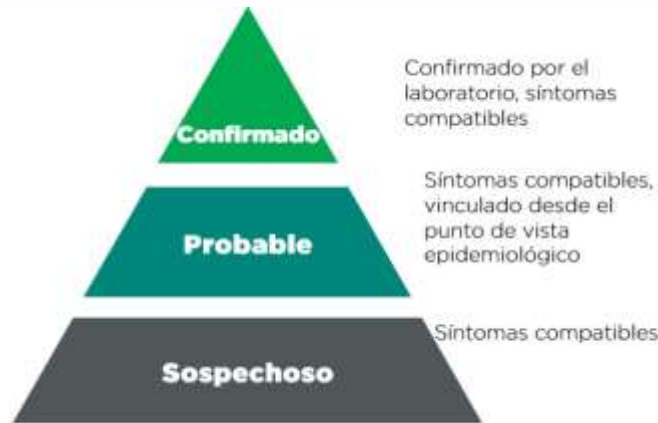 Confirmado
Confirmado por el
laboratorio, síntomas
compatibles
Probable
Síntomas compatibles,
vinculado desde el
punto de vista
epidemiológico
Sospechoso
Síntomas compatibles